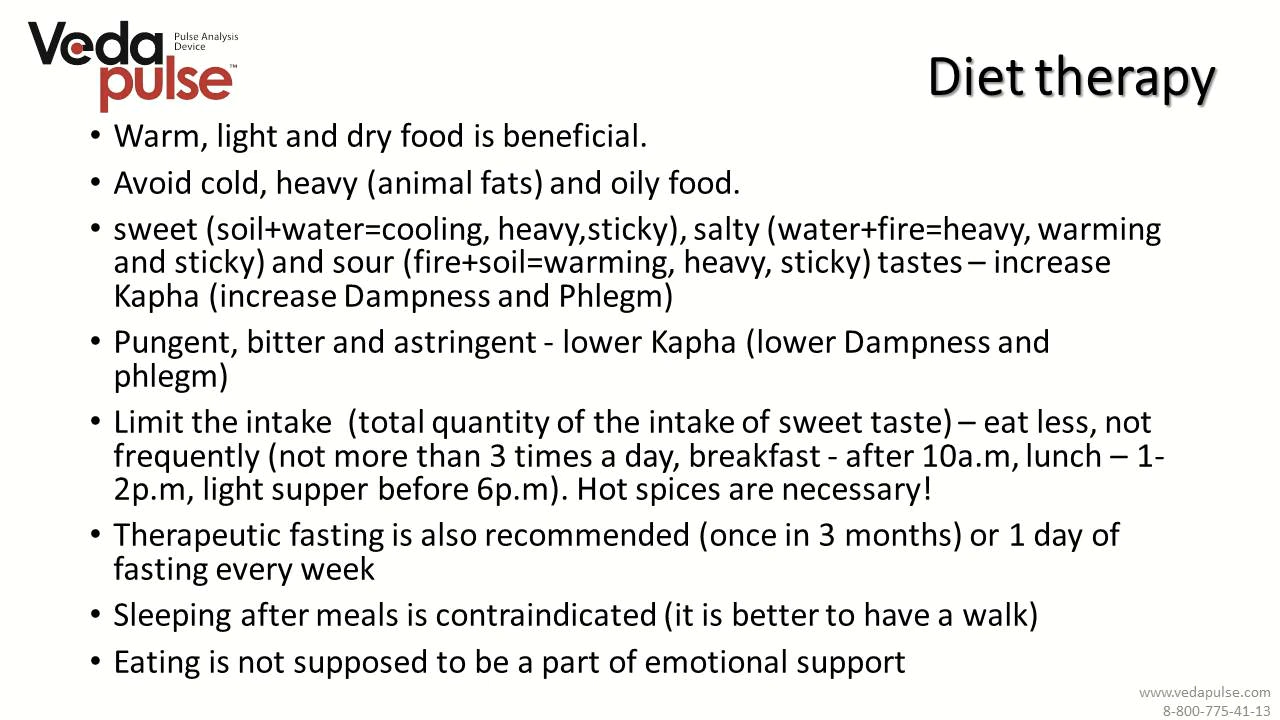 Veda
pulse™
Pulse Analysis
Device
Diet therapy
• Warm, light and dry food is beneficial.
• Avoid cold, heavy (animal fats) and oily food.
• sweet (soil+water=cooling, heavy,sticky), salty (water+fire=heavy, warming
and sticky) and sour (fire+soil=warming, heavy, sticky) tastes – increase
Kapha (increase Dampness and Phlegm)
• Pungent, bitter and astringent - lower Kapha (lower Dampness and
phlegm)
• Limit the intake  (total quantity of the intake of sweet taste) – eat less, not
frequently (not more than 3 times a day, breakfast - after 10a.m, lunch – 1-
2p.m, light supper before 6p.m). Hot spices are necessary!
• Therapeutic fasting is also recommended (once in 3 months) or 1 day of
fasting every week
• Sleeping after meals is contraindicated (it is better to have a walk)
• Eating is not supposed to be a part of emotional support
www.vedapulse.com
8-800-775-41-13